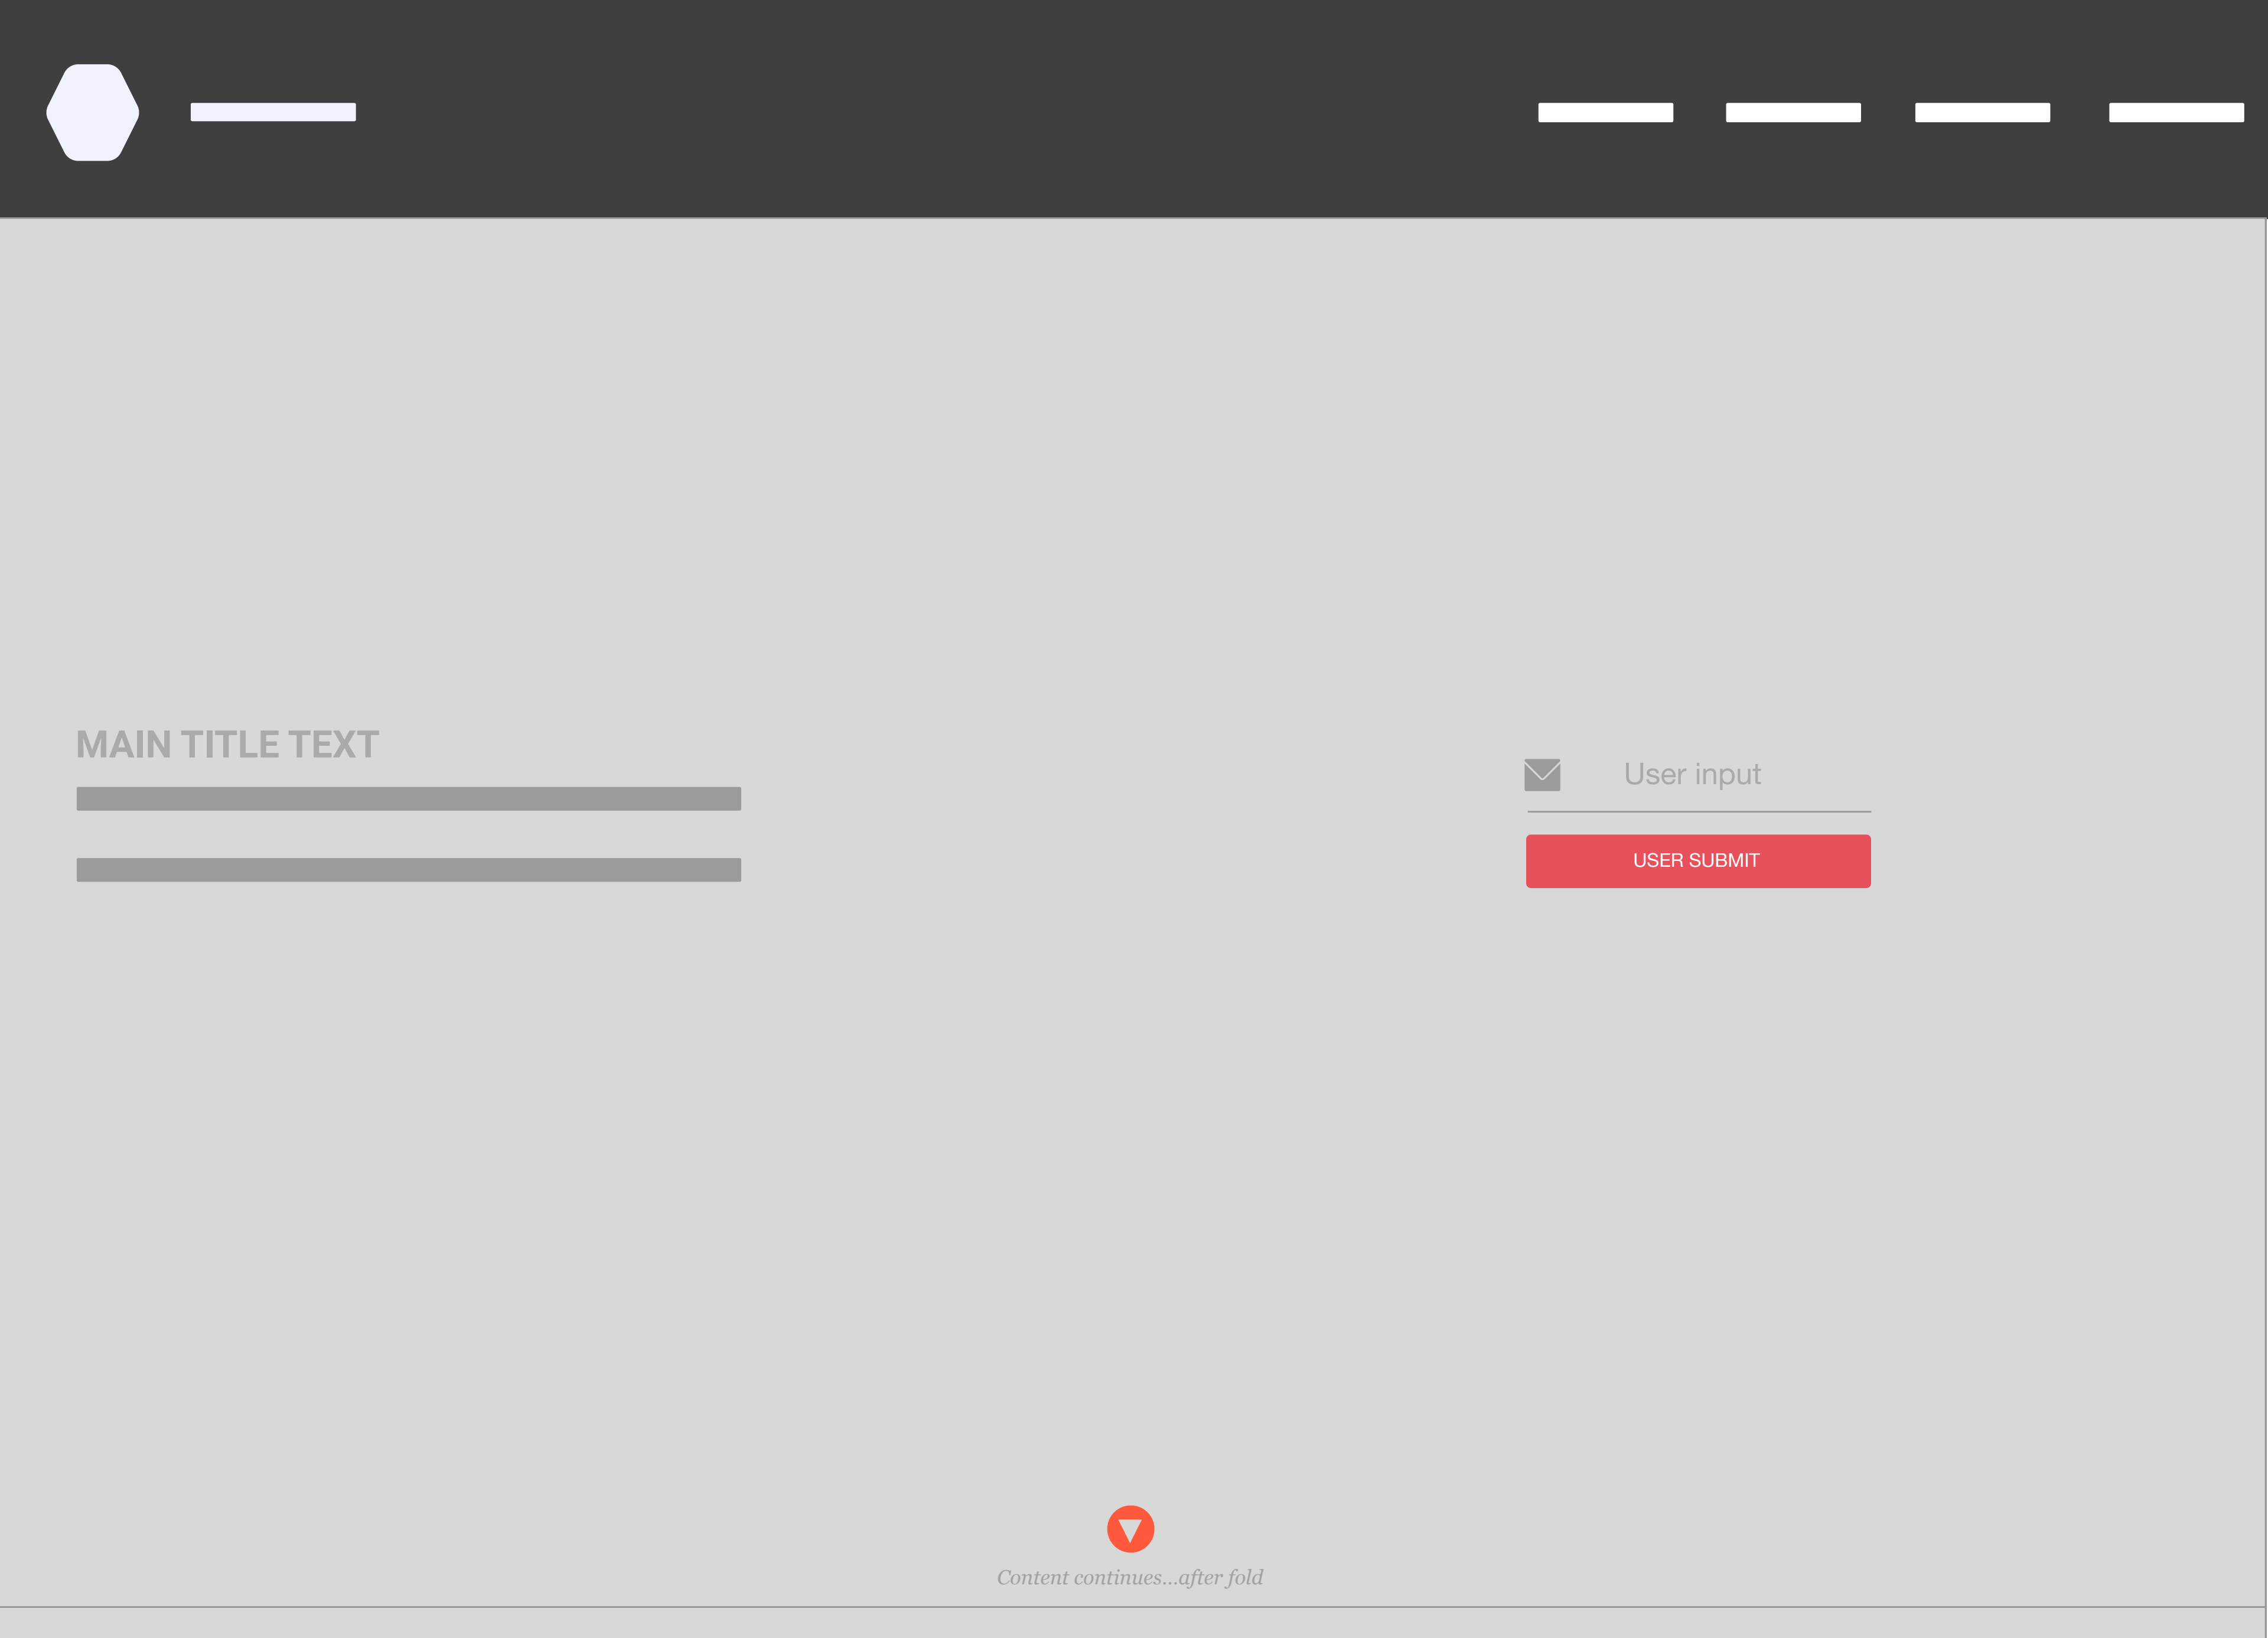 MAIN TITLE TEXT
User input
USER SUBMIT
Content continues...after fold